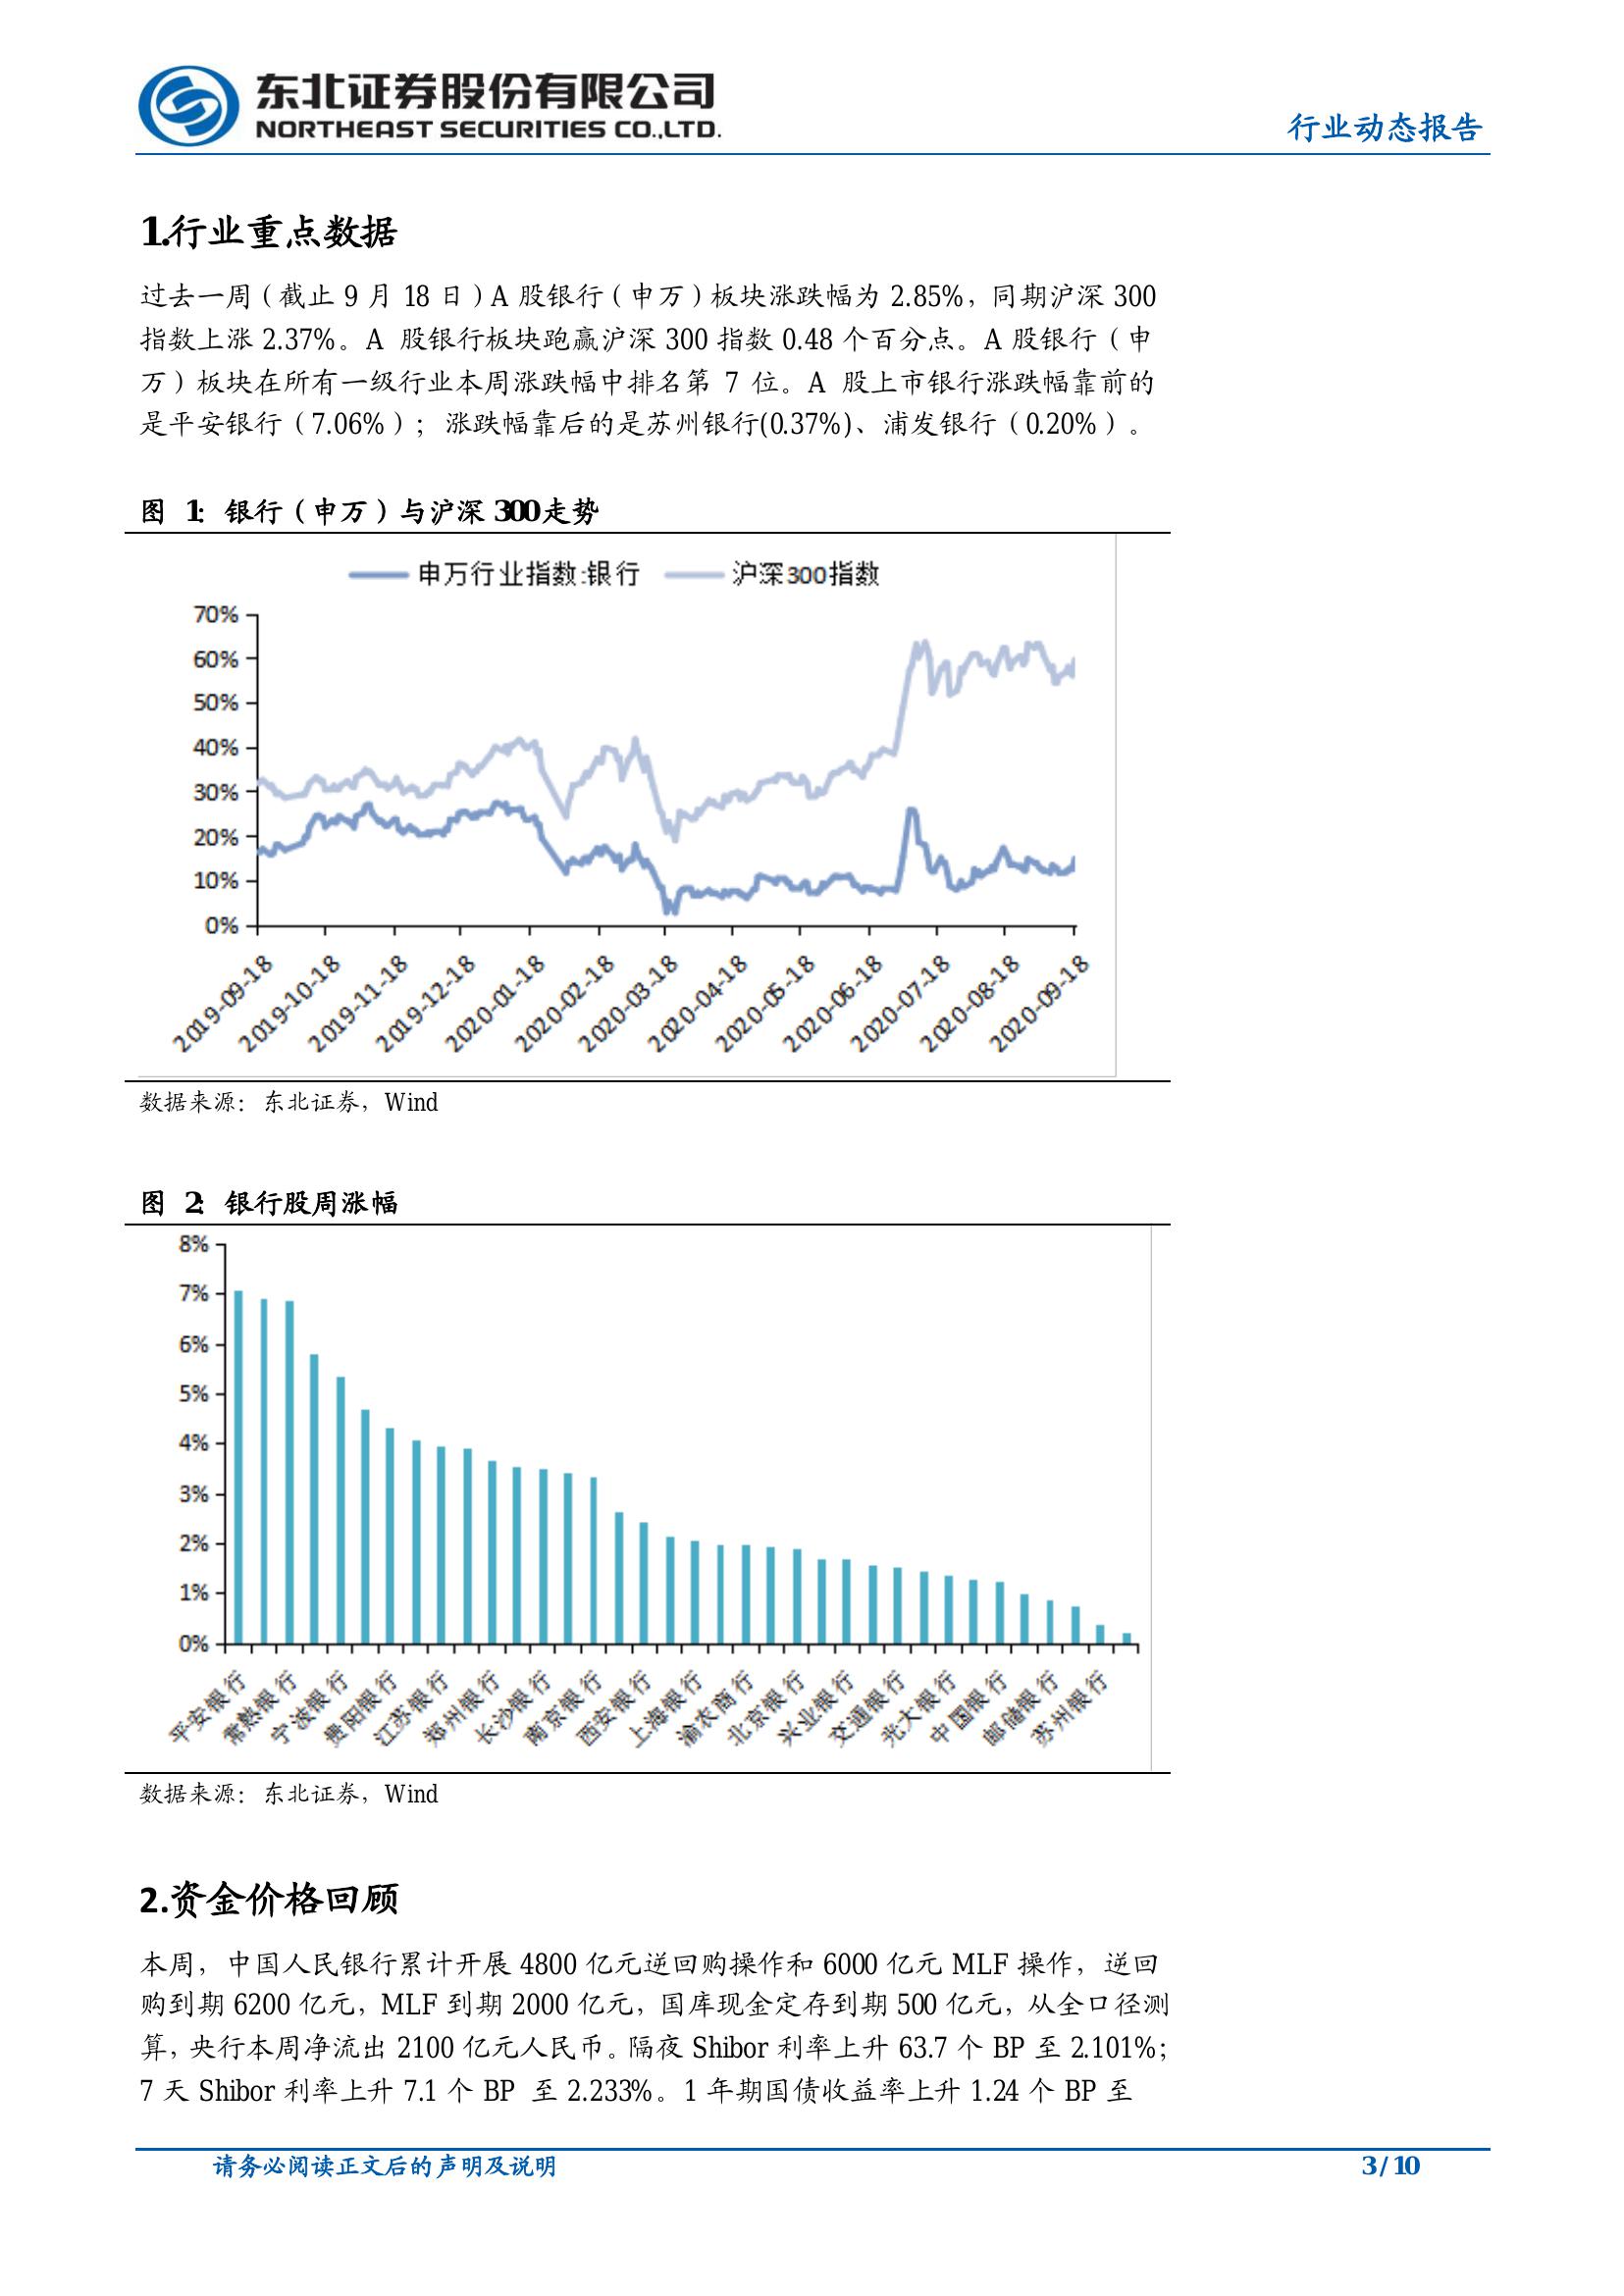 东北证券股份有限公司
NORTHEAST SECURITIES CO.,LTD.
行业动态报告
1.行业重点数据
过去一周（截止 9 月 18 日）A 股银行（申万）板块涨跌幅为 2.85%，同期沪深 300
指数上涨 2.37%。A 股银行板块跑赢沪深 300 指数 0.48 个百分点。A 股银行（申
万）板块在所有一级行业本周涨跌幅中排名第 7 位。A 股上市银行涨跌幅靠前的
是平安银行（7.06%）；涨跌幅靠后的是苏州银行(0.37%)、浦发银行（0.20%）。
图 1：银行（申万）与沪深 300 走势
申万行业指数:银行 沪深300指数
70%
60%
50%
40%
30%
20%
10%
0%
2019-09-18
2019-10-18
2019-11-18
2019-12-18
2020-01-18
2020-02-18
2020-03-18
2020-04-18
2020-05-18
2020-06-18
2020-07-18
2020-08-18
2020-09-18
数据来源：东北证券，Wind
图 2：银行股周涨幅
8%
7%
6%
5%
4%
3%
2%
1%
0%
平安银行
常熟银行
宁波银行
贵阳银行
江苏银行
郑州银行
长沙银行
南京银行
西安银行
上海银行
渝农商行
北京银行
兴业银行
交通银行
光大银行
中国银行
邮储银行
苏州银行
数据来源：东北证券，Wind
2.资金价格回顾
本周，中国人民银行累计开展 4800 亿元逆回购操作和 6000 亿元 MLF 操作，逆回
购到期 6200 亿元，MLF 到期 2000 亿元，国库现金定存到期 500 亿元，从全口径测
算，央行本周净流出 2100 亿元人民币。隔夜 Shibor 利率上升 63.7 个 BP 至 2.101%；
7 天 Shibor 利率上升 7.1 个 BP 至 2.233%。1 年期国债收益率上升 1.24 个 BP 至
请务必阅读正文后的声明及说明
3 / 10